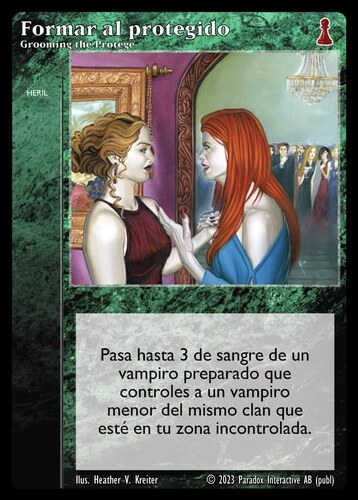 Formar al protegido
Grooming the Protege
HERIL
Pasa hasta 3 de sangre de un
vampiro preparado que
controles a un vampiro
menor del mismo clan que
esté en tu zona incontrolada.
Ilus. Heather V. Kreiter © 2023 Paradox Interactive AB (publ)